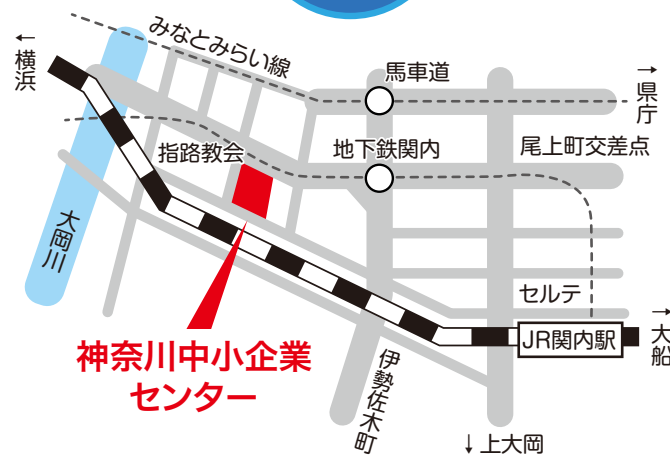 みなとみらい線
← 横浜
馬車道
→ 県庁
指路教会
地下鉄関内
尾上町交差点
大岡川
セルテ
JR関内駅
→ 大船
神奈川中小企業
センター
伊勢佐木町
↓上大岡